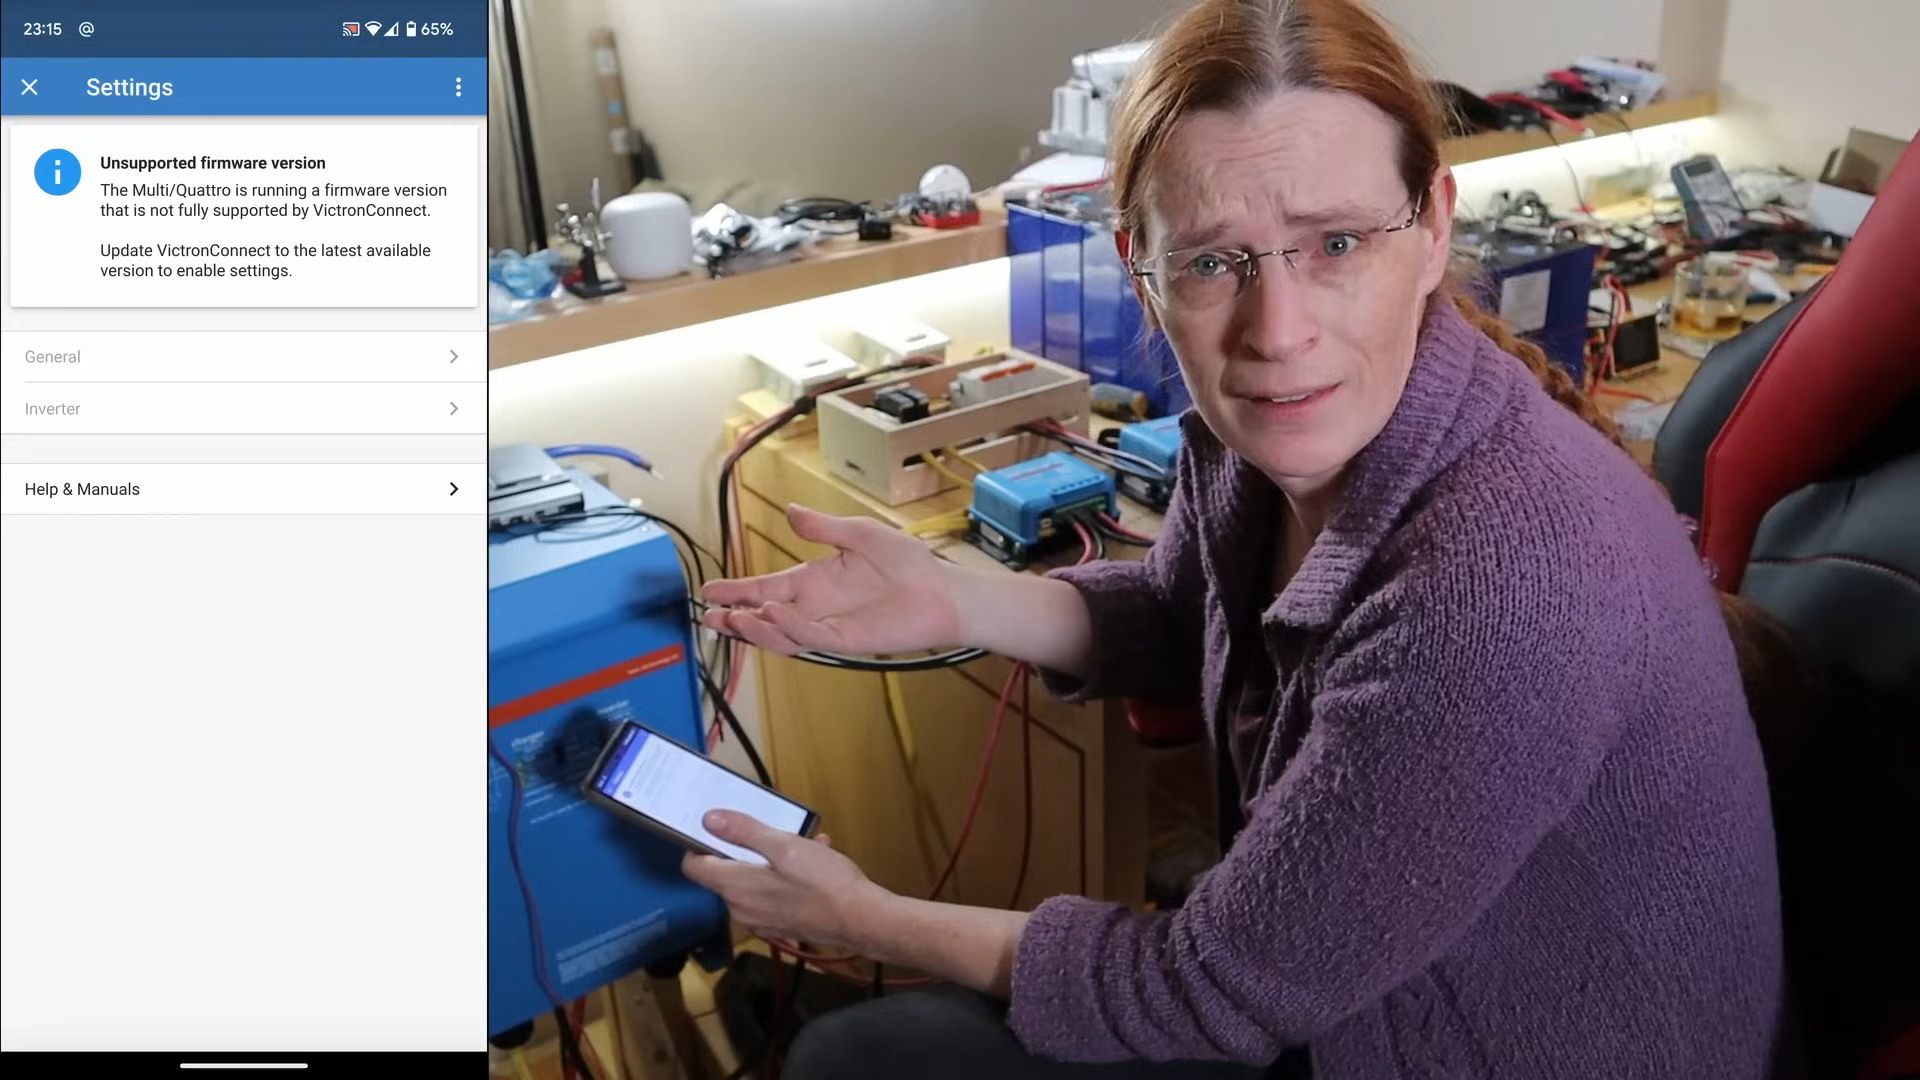 23:15 @ 65%
Settings
Unsupported firmware version
The Multi/Quattro is running a firmware version
that is not fully supported by VictronConnect.
Update VictronConnect to the latest available
version to enable settings.
General
Inverter
Help & Manuals